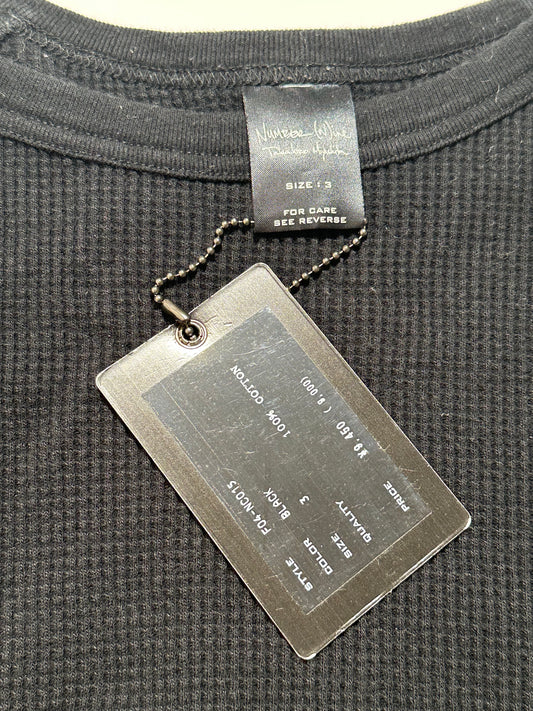 NUMBER (N)INE
Takahiro Miyashita
SIZE : 3
FOR CARE
SEE REVERSE
STYLE F04-NC015
COLOR BLACK
SIZE 3
QUALITY 100% COTTON
PRICE ¥9,450 (9,000)